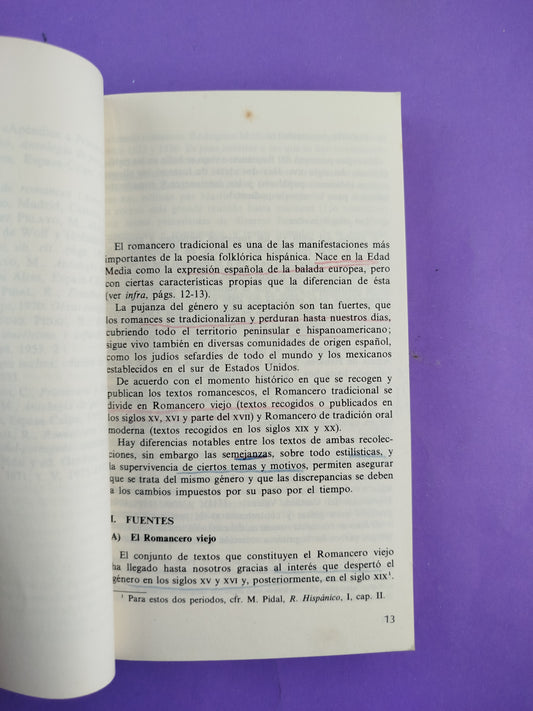 El romancero tradicional es una de las manifestaciones más
importantes de la poesía folklórica hispánica. Nace en la Edad
Media como la expresión española de la balada europea, pero
con ciertas características propias que la diferencian de ésta
(ver infra, págs. 12-13).
La pujanza del género y su aceptación son tan fuertes, que
los romances se tradicionalizan y perduran hasta nuestros días,
cubriendo todo el territorio peninsular e hispanoamericano;
sigue vivo también en diversas comunidades de origen español,
como los judios sefardíes de todo el mundo y los mexicanos
establecidos en el sur de Estados Unidos.
De acuerdo con el momento histórico en que se recogen y
publican los textos romancescos, el Romancero tradicional se
divide en Romancero viejo (textos recogidos o publicados en
los siglos XV, XVI y parte del XVII) y Romancero de tradición oral
moderna (textos recogidos en los siglos XIX y XX).
Hay diferencias notables entre los textos de ambas recolec-
ciones, sin embargo las semejanzas, sobre todo estilísticas, y
la supervivencia de ciertos temas y motivos, permiten asegurar
que se trata del mismo género y que las discrepancias se deben
a los cambios impuestos por su paso por el tiempo.
I. FUENTES
A) El Romancero viejo
El conjunto de textos que constituyen el Romancero viejo
ha llegado hasta nosotros gracias al interés que despertó el
género en los siglos XV y XVI y, posteriormente, en el siglo XIX¹.
¹ Para estos dos periodos, cfr. M. Pidal, R. Hispánico, I, cap. II.
13